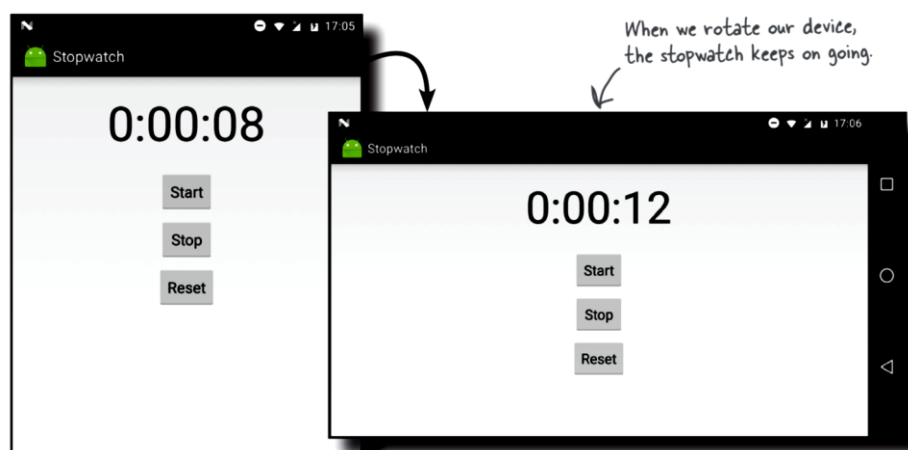 17:05
Stopwatch
0:00:08
Start
Stop
Reset
When we rotate our device,
the stopwatch keeps on going.
17:06
Stopwatch
0:00:12
Start
Stop
Reset